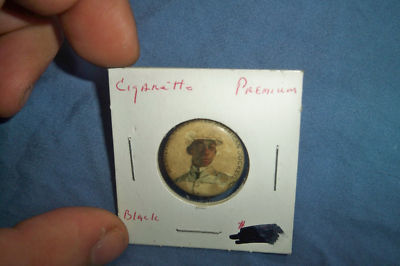 Cigarette Premium
Black $